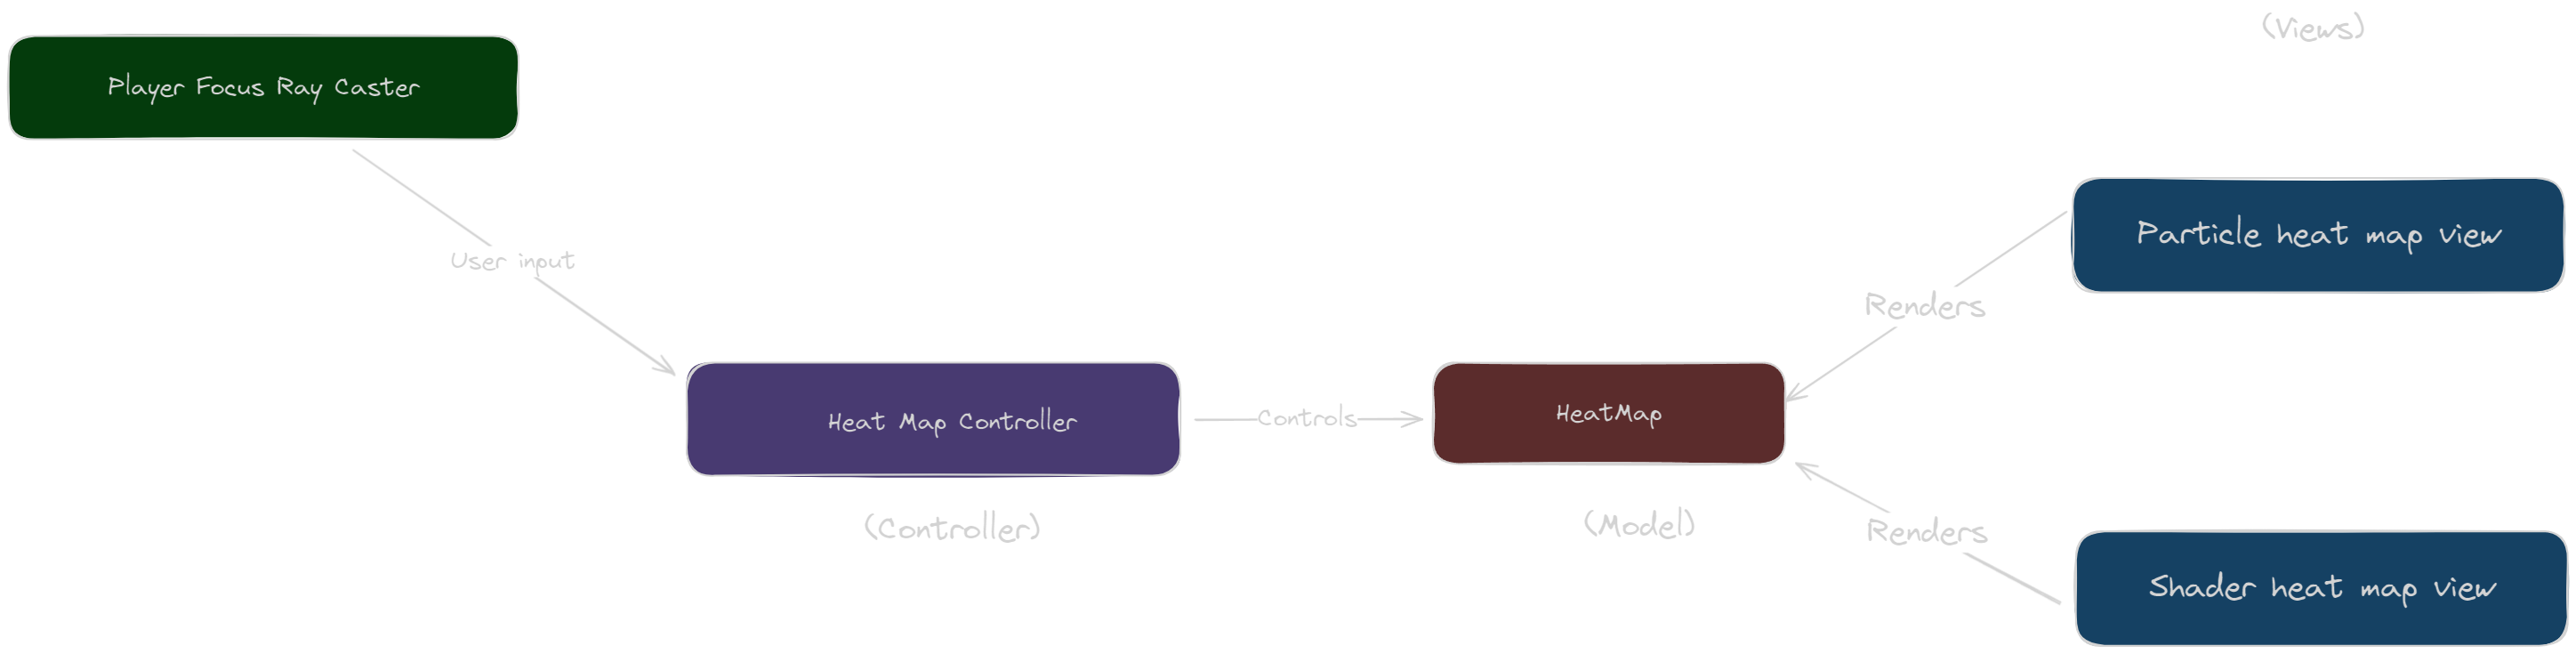 (Views)
Player Focus Ray Caster
User input
Particle heat map view
Renders
Heat Map Controller
Controls
HeatMap
(Controller)
(Model)
Renders
Shader heat map view